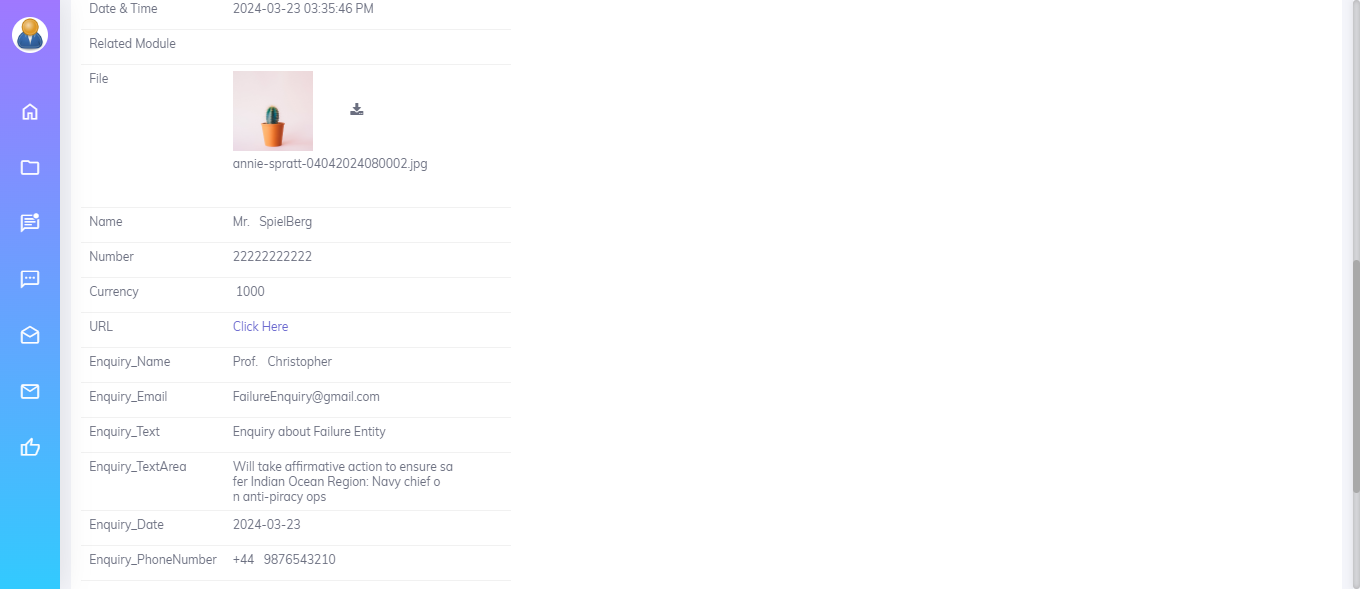 Date & Time 2024-03-23 03:35:46 PM
Related Module
File
annie-spratt-04042024080002.jpg
Name Mr. SpielBerg
Number 22222222222
Currency 1000
URL Click Here
Enquiry_Name Prof. Christopher
Enquiry_Email FailureEnquiry@gmail.com
Enquiry_Text Enquiry about Failure Entity
Enquiry_TextArea Will take affirmative action to ensure sa
fer Indian Ocean Region: Navy chief o
n anti-piracy ops
Enquiry_Date 2024-03-23
Enquiry_PhoneNumber +44 9876543210